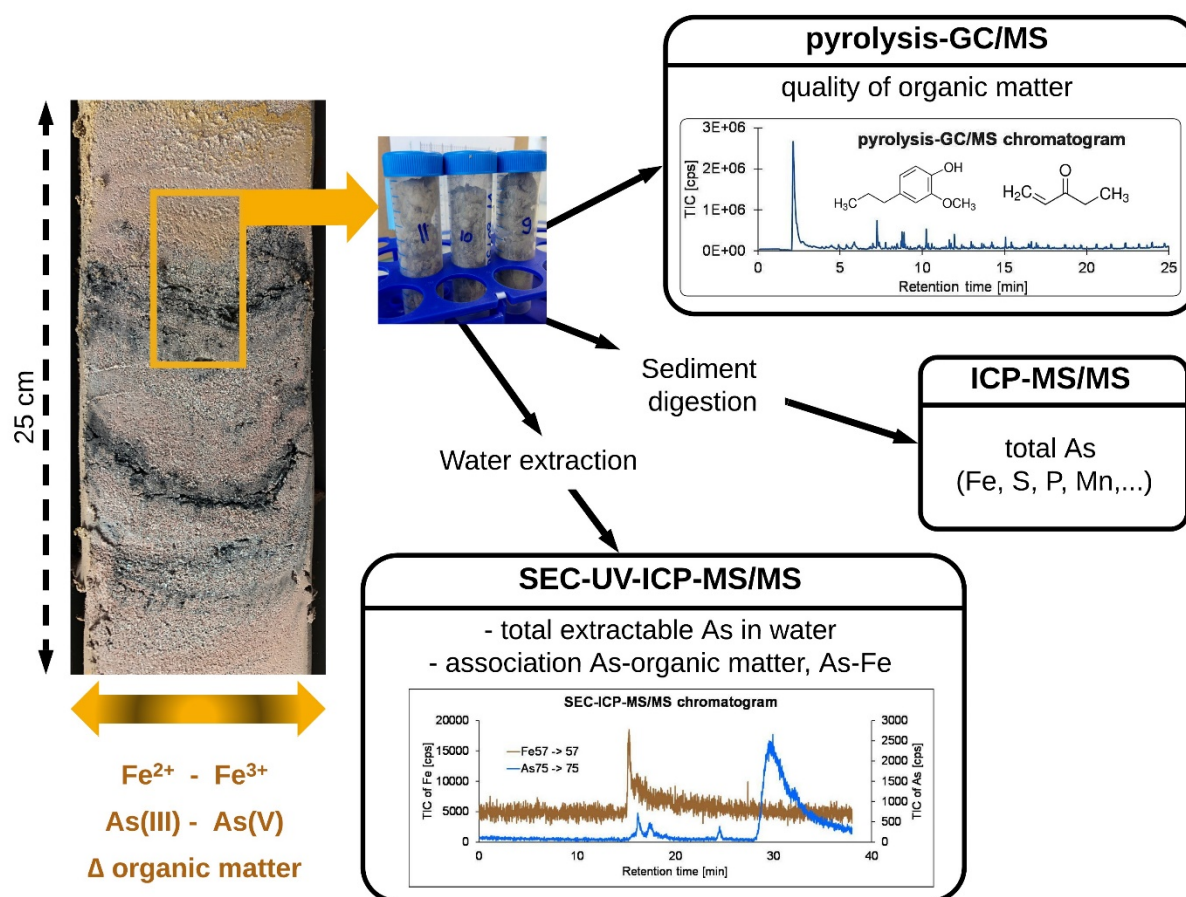 25 cm
Fe²⁺ - Fe³⁺
As(III) - As(V)
Δ organic matter
11
10
9
pyrolysis-GC/MS
quality of organic matter
pyrolysis-GC/MS chromatogram
TIC [cps]
3E+06
2E+06
1E+06
0E+00
OH
OCH₃
H₃C
O
H₂C
CH₃
0 5 10 15 20 25
Retention time [min]
Sediment
digestion
ICP-MS/MS
total As
(Fe, S, P, Mn,...)
Water extraction
SEC-UV-ICP-MS/MS
- total extractable As in water
- association As-organic matter, As-Fe
SEC-ICP-MS/MS chromatogram
TIC of Fe [cps]
20000
15000
10000
5000
0
Fe57 -> 57
As75 -> 75
3000
2500
2000
1500
1000
500
0
TIC of As [cps]
0 10 20 30 40
Retention time [min]